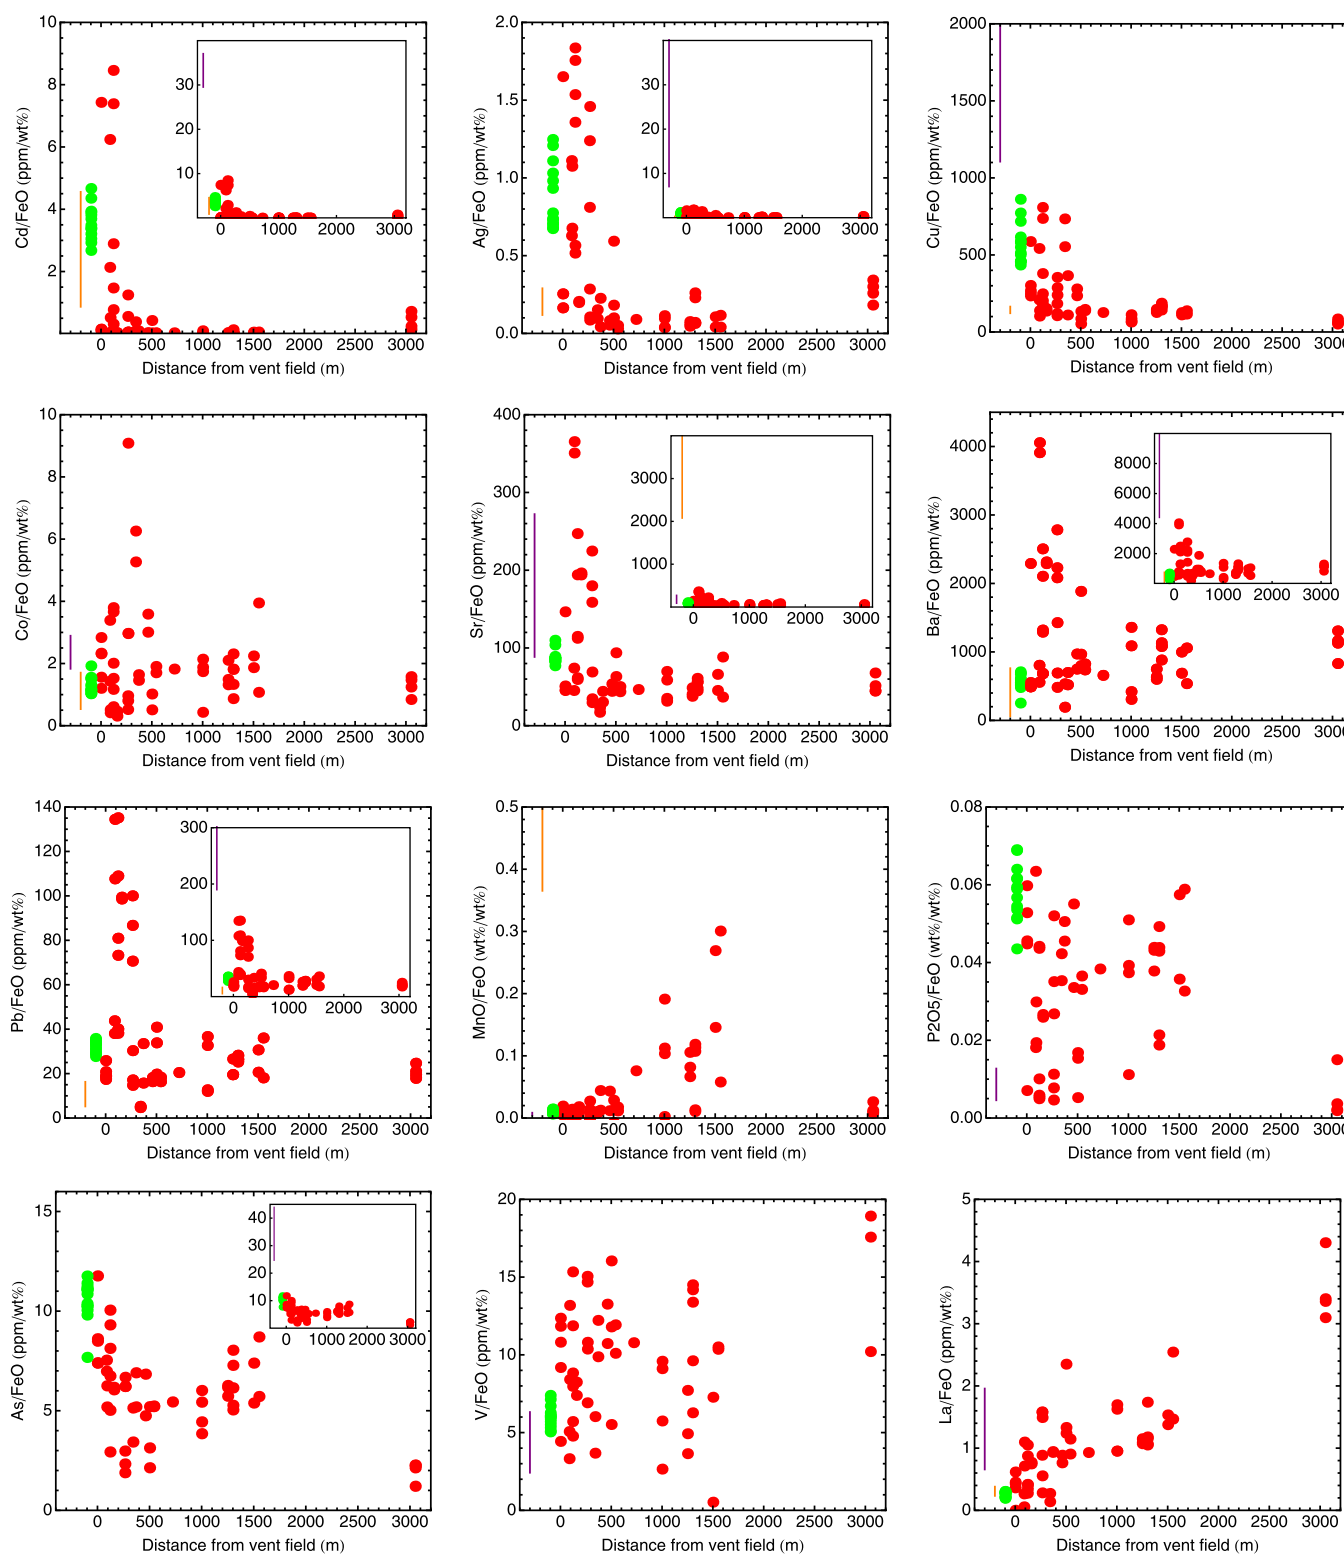 10
8
6
4
2
Cd/FeO (ppm/wt%)
30
20
10
0 1000 2000 3000
0 500 1000 1500 2000 2500 3000
Distance from vent field (m)
2.0
1.5
1.0
0.5
0.0
Ag/FeO (ppm/wt%)
30
20
10
0 1000 2000 3000
0 500 1000 1500 2000 2500 3000
Distance from vent field (m)
2000
1500
1000
500
0
Cu/FeO (ppm/wt%)
0 500 1000 1500 2000 2500 300
Distance from vent field (m)
10
8
6
4
2
0
Co/FeO (ppm/wt%)
0 500 1000 1500 2000 2500 3000
Distance from vent field (m)
400
300
200
100
0
Sr/FeO (ppm/wt%)
3000
2000
1000
0 1000 2000 3000
0 500 1000 1500 2000 2500 3000
Distance from vent field (m)
4000
3000
2000
1000
0
Ba/FeO (ppm/wt%)
8000
6000
4000
2000
0 1000 2000 3000
0 500 1000 1500 2000 2500 300
Distance from vent field (m)
140
120
100
80
60
40
20
0
Pb/FeO (ppm/wt%)
300
200
100
0 1000 2000 3000
0 500 1000 1500 2000 2500 3000
Distance from vent field (m)
0.5
0.4
0.3
0.2
0.1
0.0
MnO/FeO (wt%/wt%)
0 500 1000 1500 2000 2500 3000
Distance from vent field (m)
0.08
0.06
0.04
0.02
0.00
P2O5/FeO (wt%/wt%)
0 500 1000 1500 2000 2500 300
Distance from vent field (m)
15
10
5
0
As/FeO (ppm/wt%)
40
30
20
10
0 1000 2000 3000
0 500 1000 1500 2000 2500 3000
Distance from vent field (m)
20
15
10
5
0
V/FeO (ppm/wt%)
0 500 1000 1500 2000 2500 3000
Distance from vent field (m)
5
4
3
2
1
0
La/FeO (ppm/wt%)
0 500 1000 1500 2000 2500 3000
Distance from vent field (m)